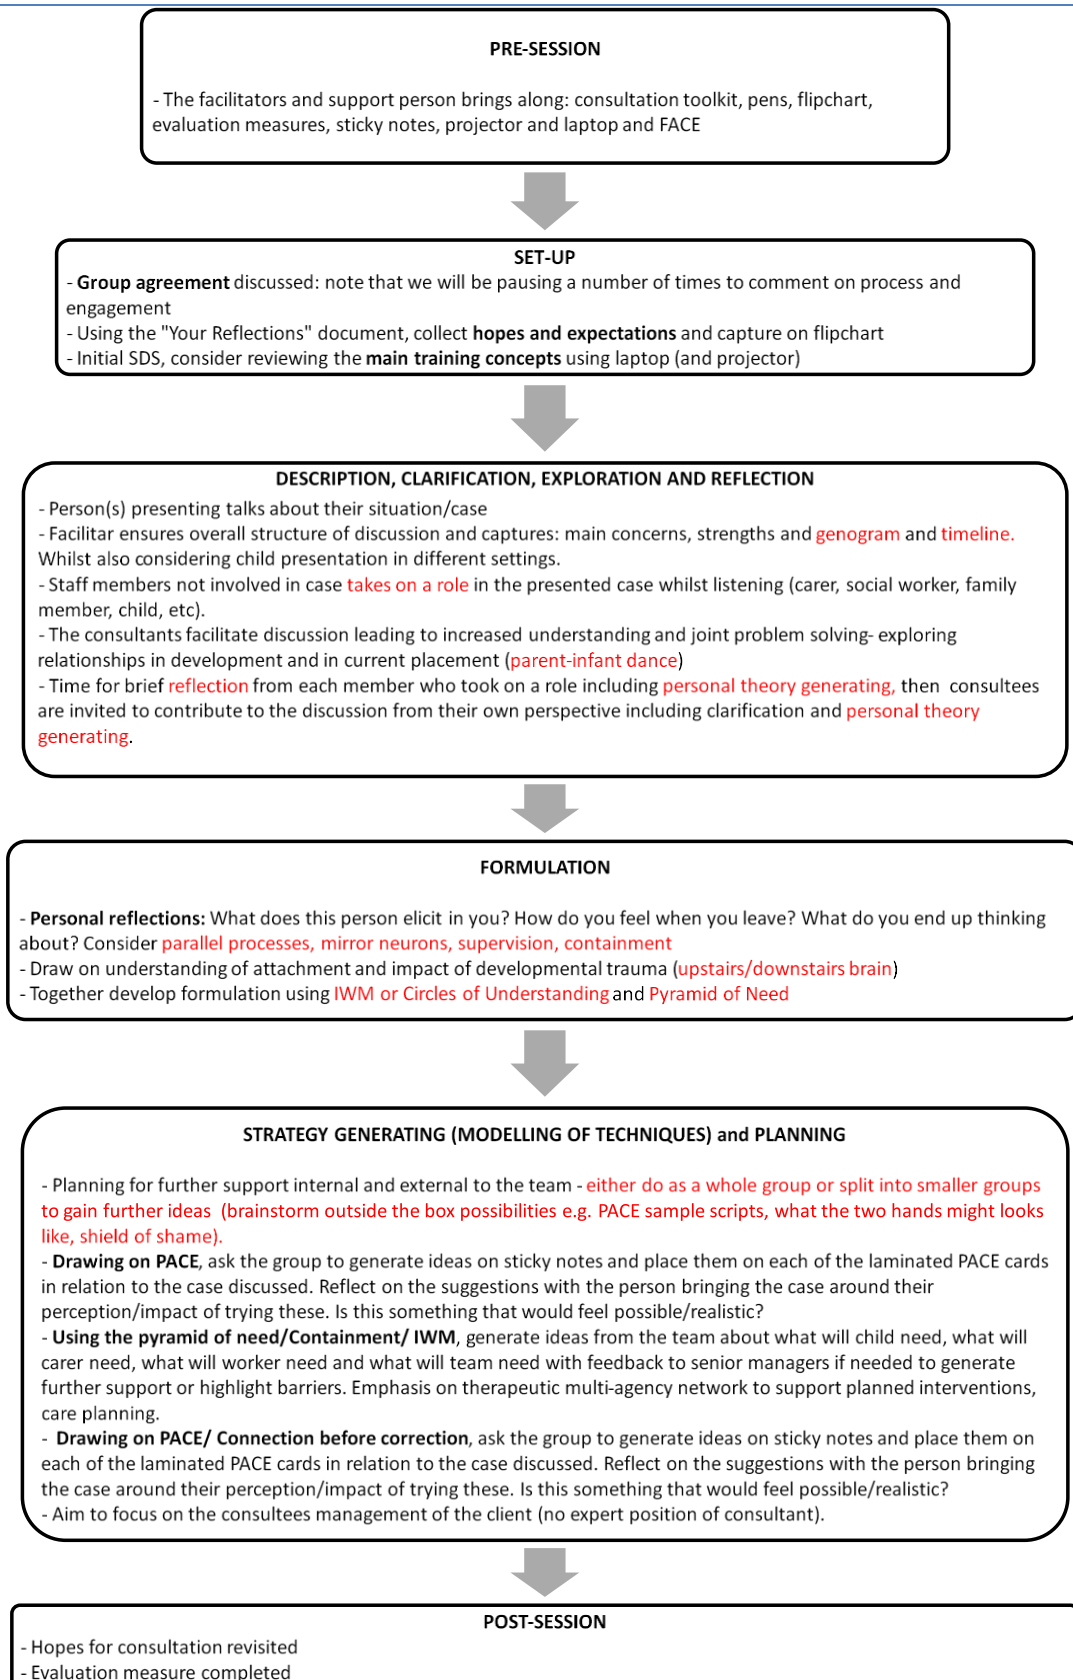 PRE-SESSION
- The facilitators and support person brings along: consultation toolkit, pens, flipchart,
evaluation measures, sticky notes, projector and laptop and FACE
SET-UP
- Group agreement discussed: note that we will be pausing a number of times to comment on process and
engagement
- Using the "Your Reflections" document, collect hopes and expectations and capture on flipchart
- Initial SDS, consider reviewing the main training concepts using laptop (and projector)
DESCRIPTION, CLARIFICATION, EXPLORATION AND REFLECTION
- Person(s) presenting talks about their situation/case
- Facilitar ensures overall structure of discussion and captures: main concerns, strengths and genogram and timeline.
Whilst also considering child presentation in different settings.
- Staff members not involved in case takes on a role in the presented case whilst listening (carer, social worker, family
member, child, etc).
- The consultants facilitate discussion leading to increased understanding and joint problem solving- exploring
relationships in development and in current placement (parent-infant dance)
- Time for brief reflection from each member who took on a role including personal theory generating, then consultees
are invited to contribute to the discussion from their own perspective including clarification and personal theory
generating.
FORMULATION
- Personal reflections: What does this person elicit in you? How do you feel when you leave? What do you end up thinking
about? Consider parallel processes, mirror neurons, supervision, containment
- Draw on understanding of attachment and impact of developmental trauma (upstairs/downstairs brain)
- Together develop formulation using IWM or Circles of Understanding and Pyramid of Need
STRATEGY GENERATING (MODELLING OF TECHNIQUES) and PLANNING
- Planning for further support internal and external to the team - either do as a whole group or split into smaller groups
to gain further ideas (brainstorm outside the box possibilities e.g. PACE sample scripts, what the two hands might looks
like, shield of shame).
- Drawing on PACE, ask the group to generate ideas on sticky notes and place them on each of the laminated PACE cards
in relation to the case discussed. Reflect on the suggestions with the person bringing the case around their
perception/impact of trying these. Is this something that would feel possible/realistic?
- Using the pyramid of need/Containment/ IWM, generate ideas from the team about what will child need, what will
carer need, what will worker need and what will team need with feedback to senior managers if needed to generate
further support or highlight barriers. Emphasis on therapeutic multi-agency network to support planned interventions,
care planning.
- Drawing on PACE/ Connection before correction, ask the group to generate ideas on sticky notes and place them on
each of the laminated PACE cards in relation to the case discussed. Reflect on the suggestions with the person bringing
the case around their perception/impact of trying these. Is this something that would feel possible/realistic?
- Aim to focus on the consultees management of the client (no expert position of consultant).
POST-SESSION
- Hopes for consultation revisited
- Evaluation measure completed